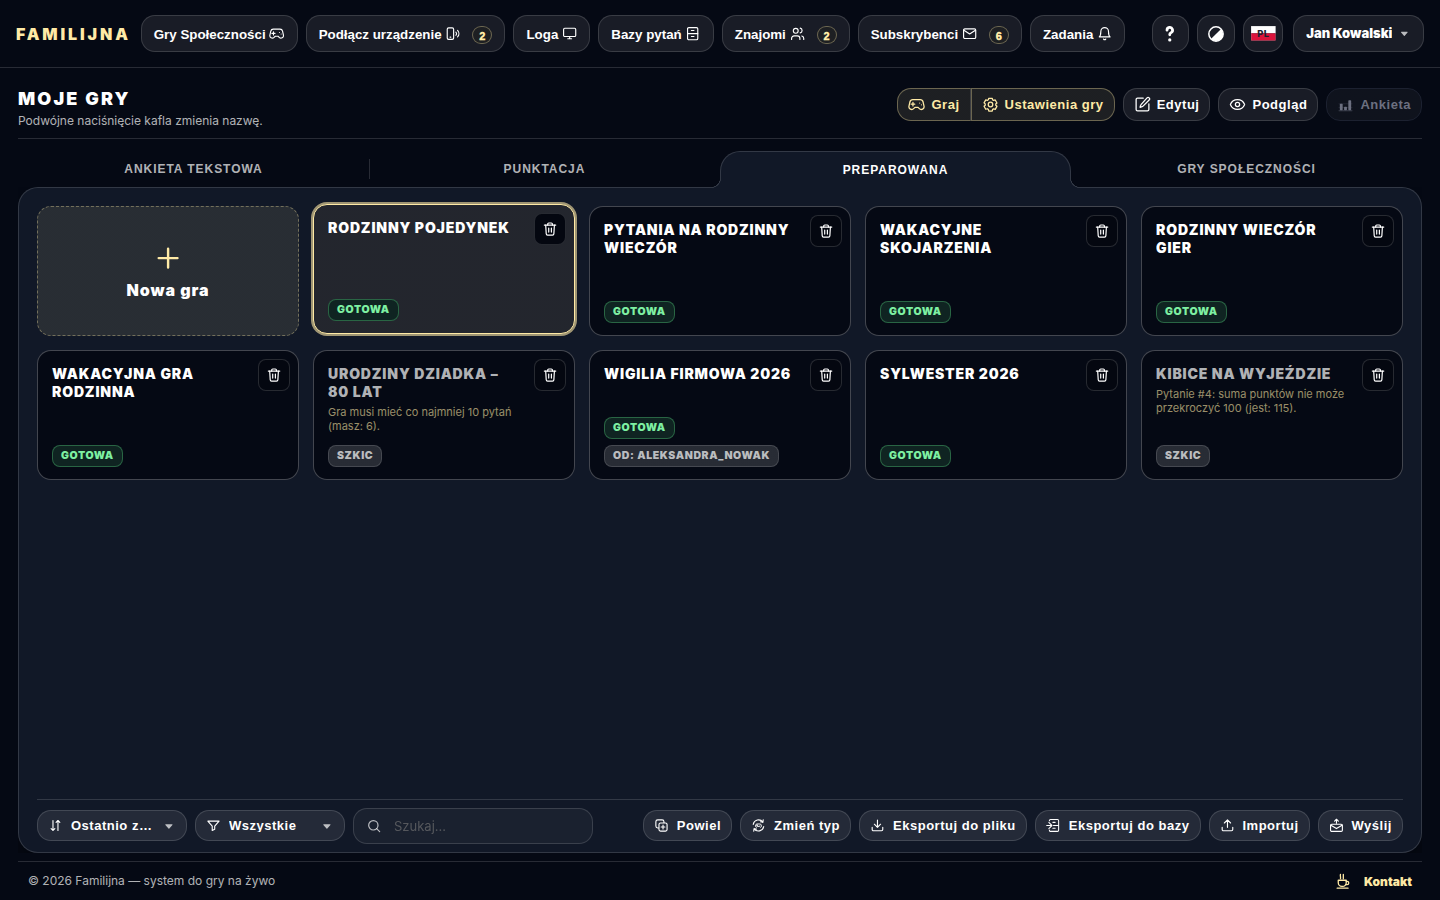 FAMILIJNA
Gry Społeczności
Podłącz urządzenie 2
Loga
Bazy pytań
Znajomi 2
Subskrybenci 6
Zadania
?
PL
Jan Kowalski
MOJE GRY
Podwójne naciśnięcie kafla zmienia nazwę.
Graj
Ustawienia gry
Edytuj
Podgląd
Ankieta
ANKIETA TEKSTOWA
PUNKTACJA
PREPAROWANA
GRY SPOŁECZNOŚCI
Nowa gra
RODZINNY POJEDYNEK
GOTOWA
PYTANIA NA RODZINNY
WIECZÓR
GOTOWA
WAKACYJNE
SKOJARZENIA
GOTOWA
RODZINNY WIECZÓR
GIER
GOTOWA
WAKACYJNA GRA
RODZINNA
GOTOWA
URODZINY DZIADKA –
80 LAT
Gra musi mieć co najmniej 10 pytań
(masz: 6).
SZKIC
WIGILIA FIRMOWA 2026
GOTOWA
OD: ALEKSANDRA_NOWAK
SYLWESTER 2026
GOTOWA
KIBICE NA WYJEŹDZIE
Pytanie #4: suma punktów nie może
przekroczyć 100 (jest: 115).
SZKIC
Ostatnio z...
Wszystkie
Szukaj...
Powiel
Zmień typ
Eksportuj do pliku
Eksportuj do bazy
Importuj
Wyślij
© 2026 Familijna — system do gry na żywo
Kontakt